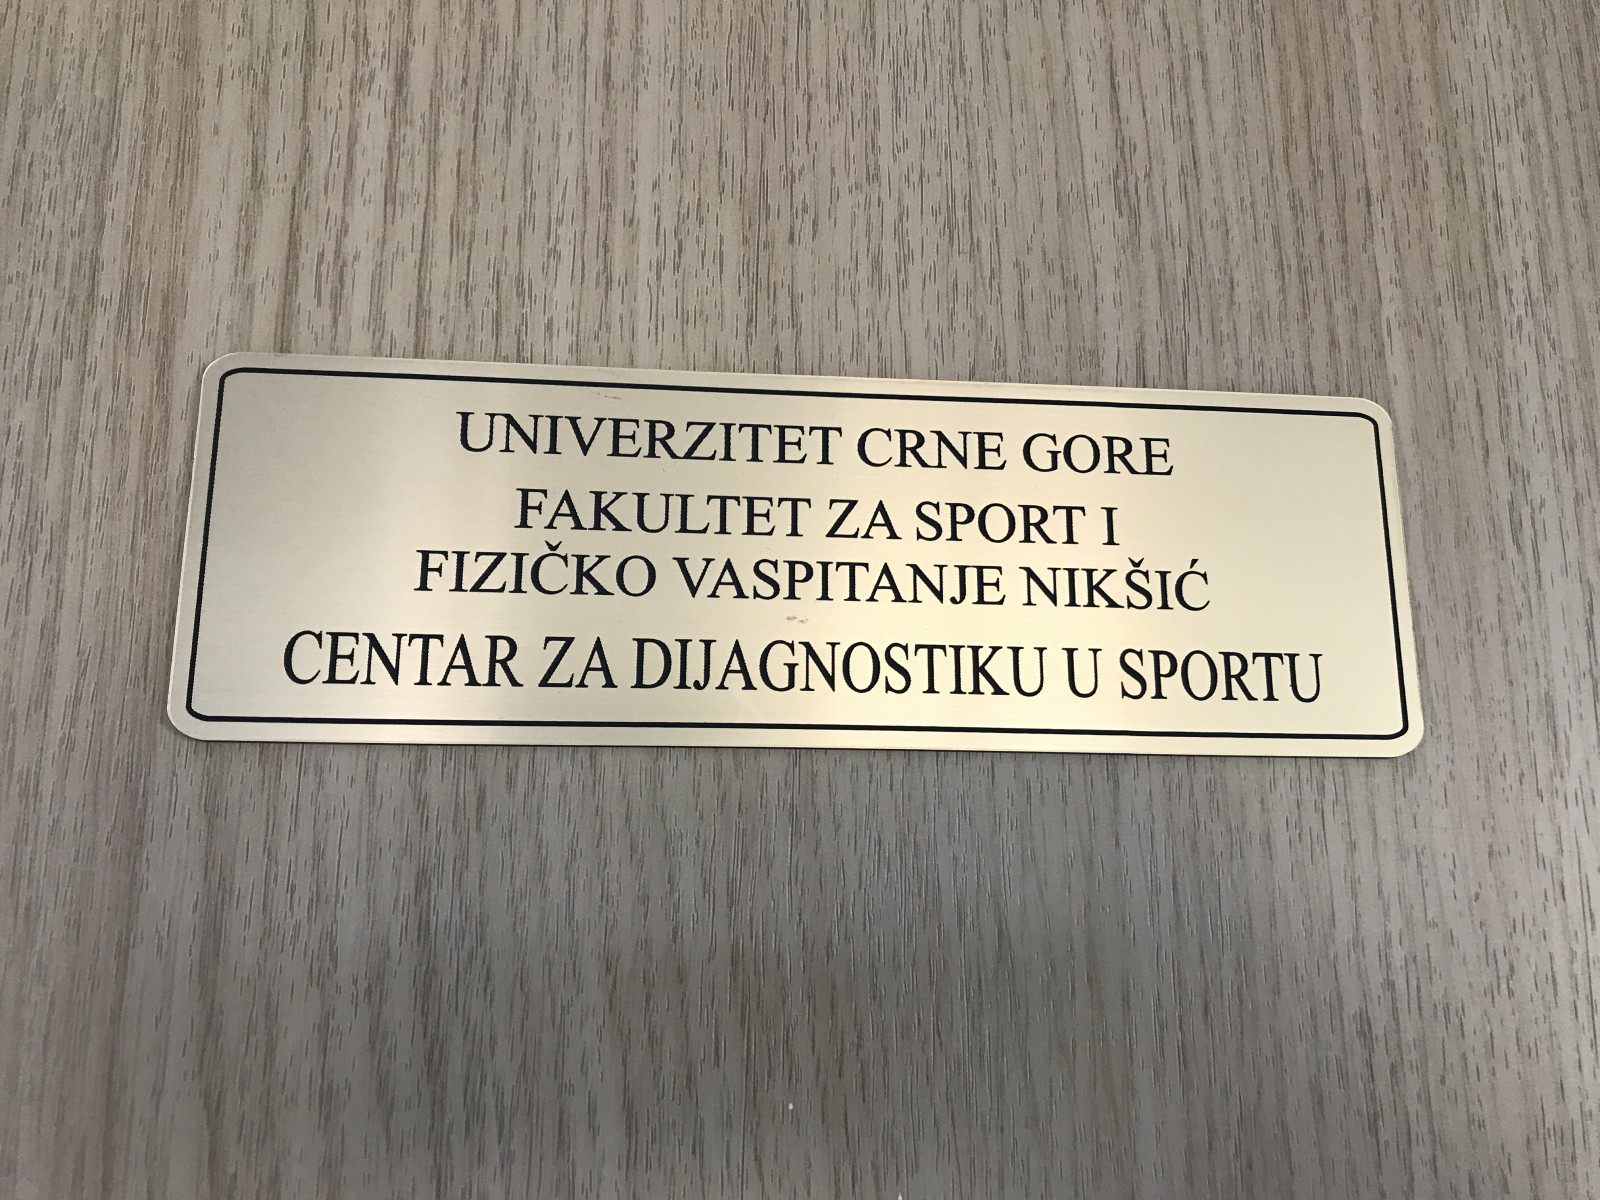 UNIVERZITET CRNE GORE
FAKULTET ZA SPORT I
FIZIČKO VASPITANJE NIKŠIĆ
CENTAR ZA DIJAGNOSTIKU U SPORTU